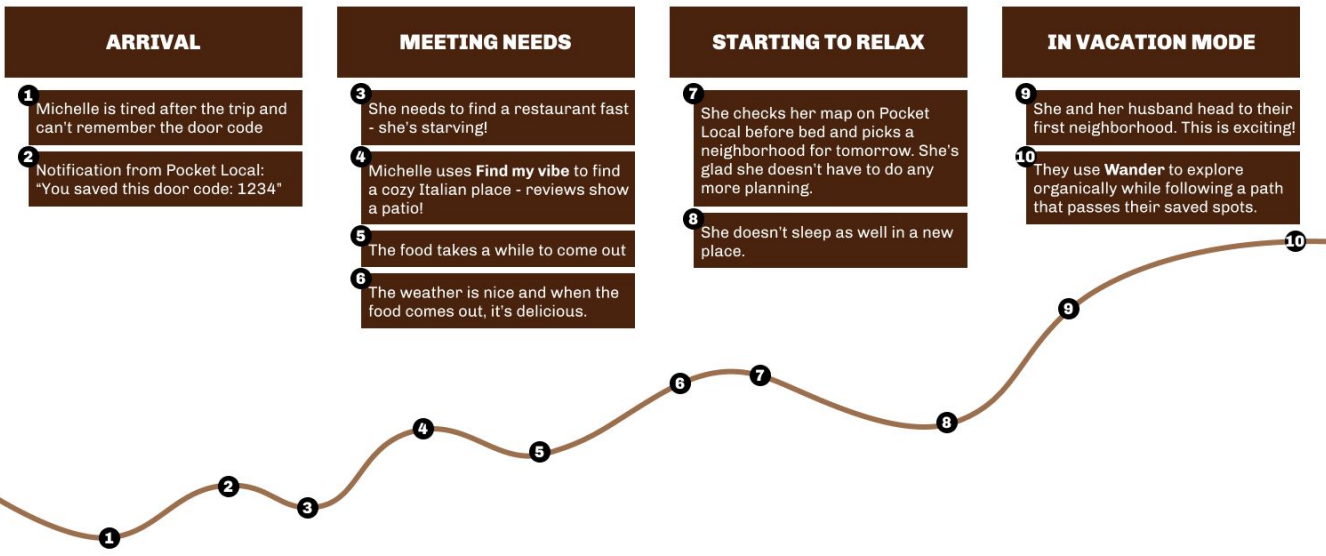 ARRIVAL
1
Michelle is tired after the trip and
can't remember the door code
2
Notification from Pocket Local:
“You saved this door code: 1234”
MEETING NEEDS
3
She needs to find a restaurant fast
- she's starving!
4
Michelle uses Find my vibe to find
a cozy Italian place - reviews show
a patio!
5
The food takes a while to come out
6
The weather is nice and when the
food comes out, it's delicious.
STARTING TO RELAX
7
She checks her map on Pocket
Local before bed and picks a
neighborhood for tomorrow. She's
glad she doesn't have to do any
more planning.
8
She doesn't sleep as well in a new
place.
IN VACATION MODE
9
She and her husband head to their
first neighborhood. This is exciting!
10
They use Wander to explore
organically while following a path
that passes their saved spots.
1
2
3
4
5
6
7
8
9
10